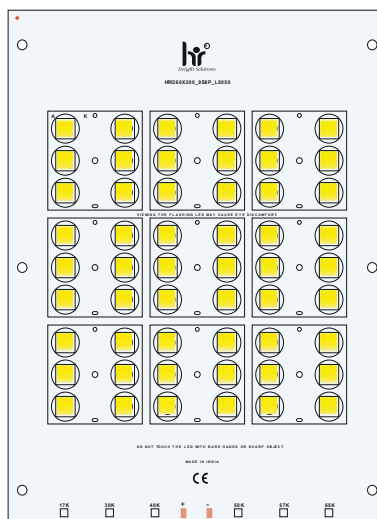 hr
Delight Solutions
HRI260X200_9S6P_L5050
A K
VIEWING THE FLASHING LED MAY CAUSE EYE DISCOMFORT.
DO NOT TOUCH THE LED WITH BARE HANDS OR SHARP OBJECT.
MADE IN INDIA
CE
17K 30K 40K + - 50K 57K 65K